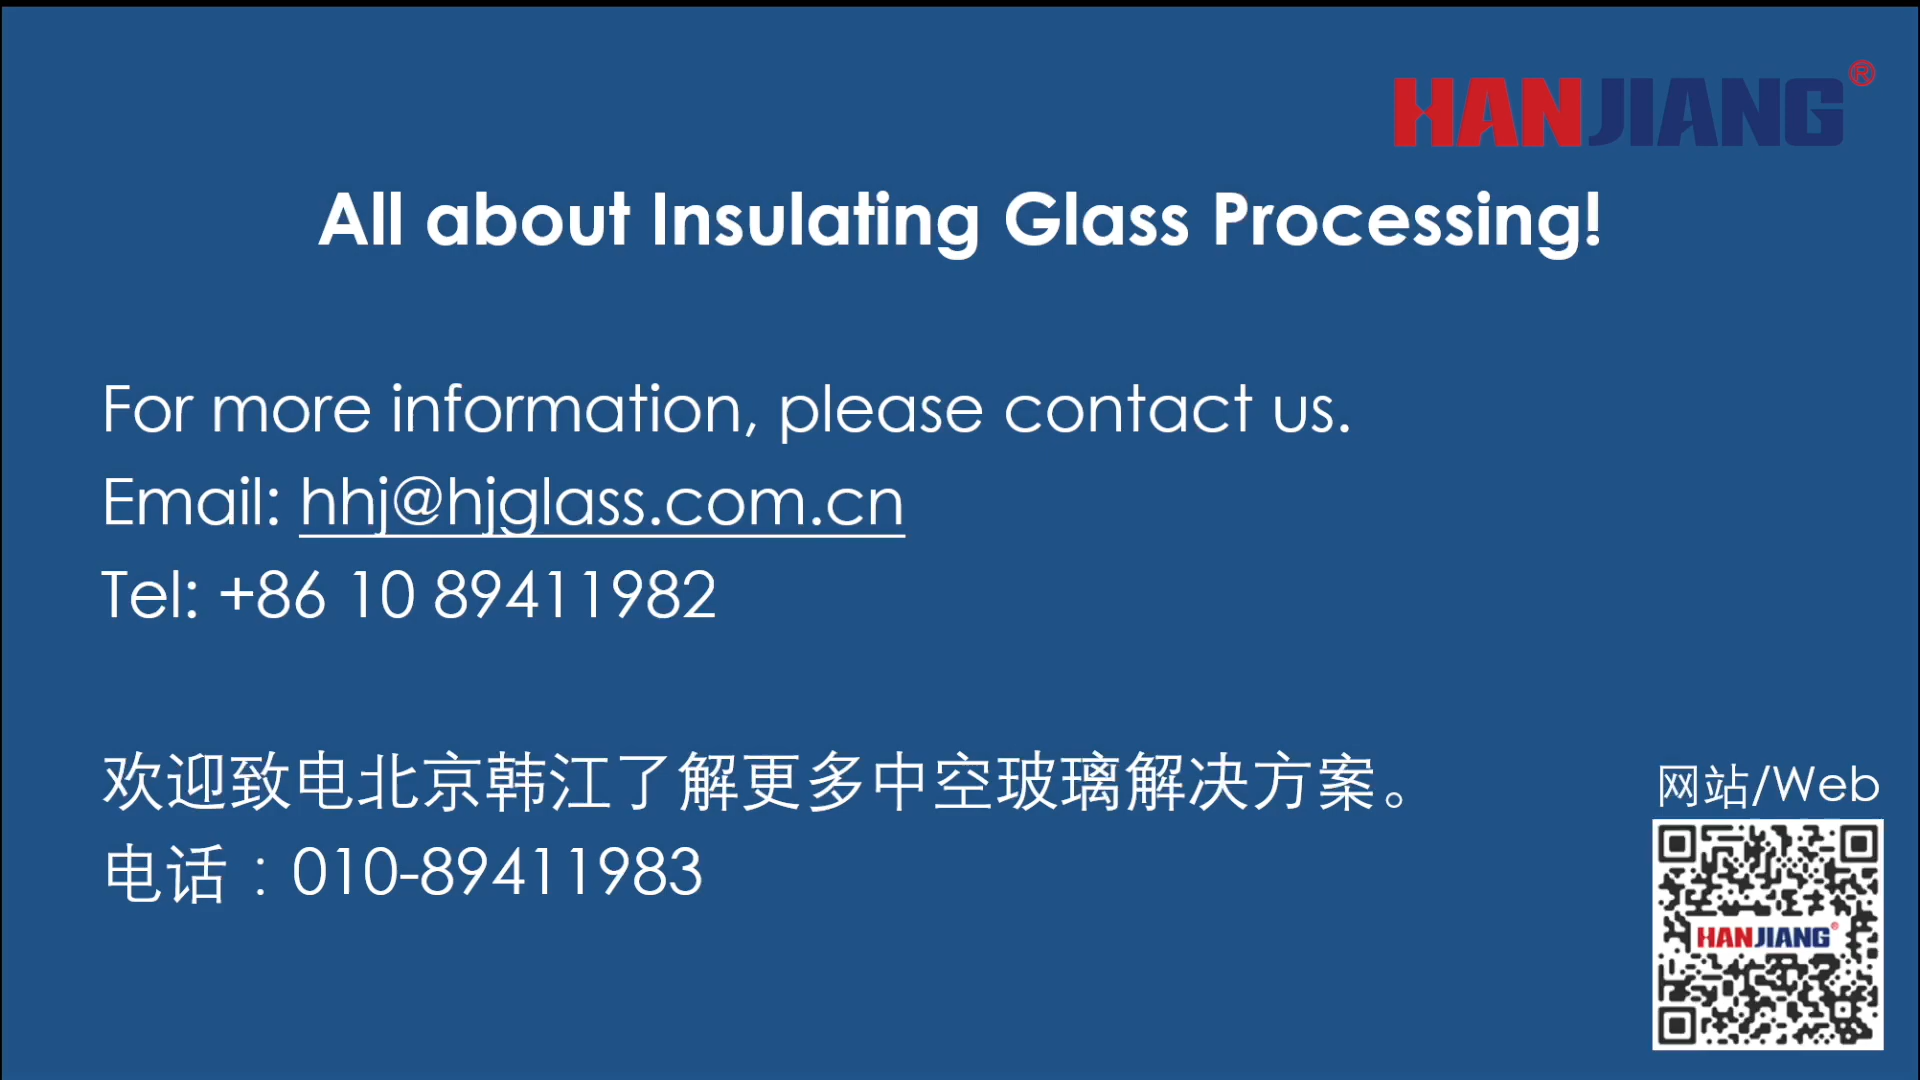 HANJIANG®
All about Insulating Glass Processing!
For more information, please contact us.
Email: hhj@hjglass.com.cn
Tel: +86 10 89411982
欢迎致电北京韩江了解更多中空玻璃解决方案。
电话：010-89411983
网站/Web
HANJIANG®